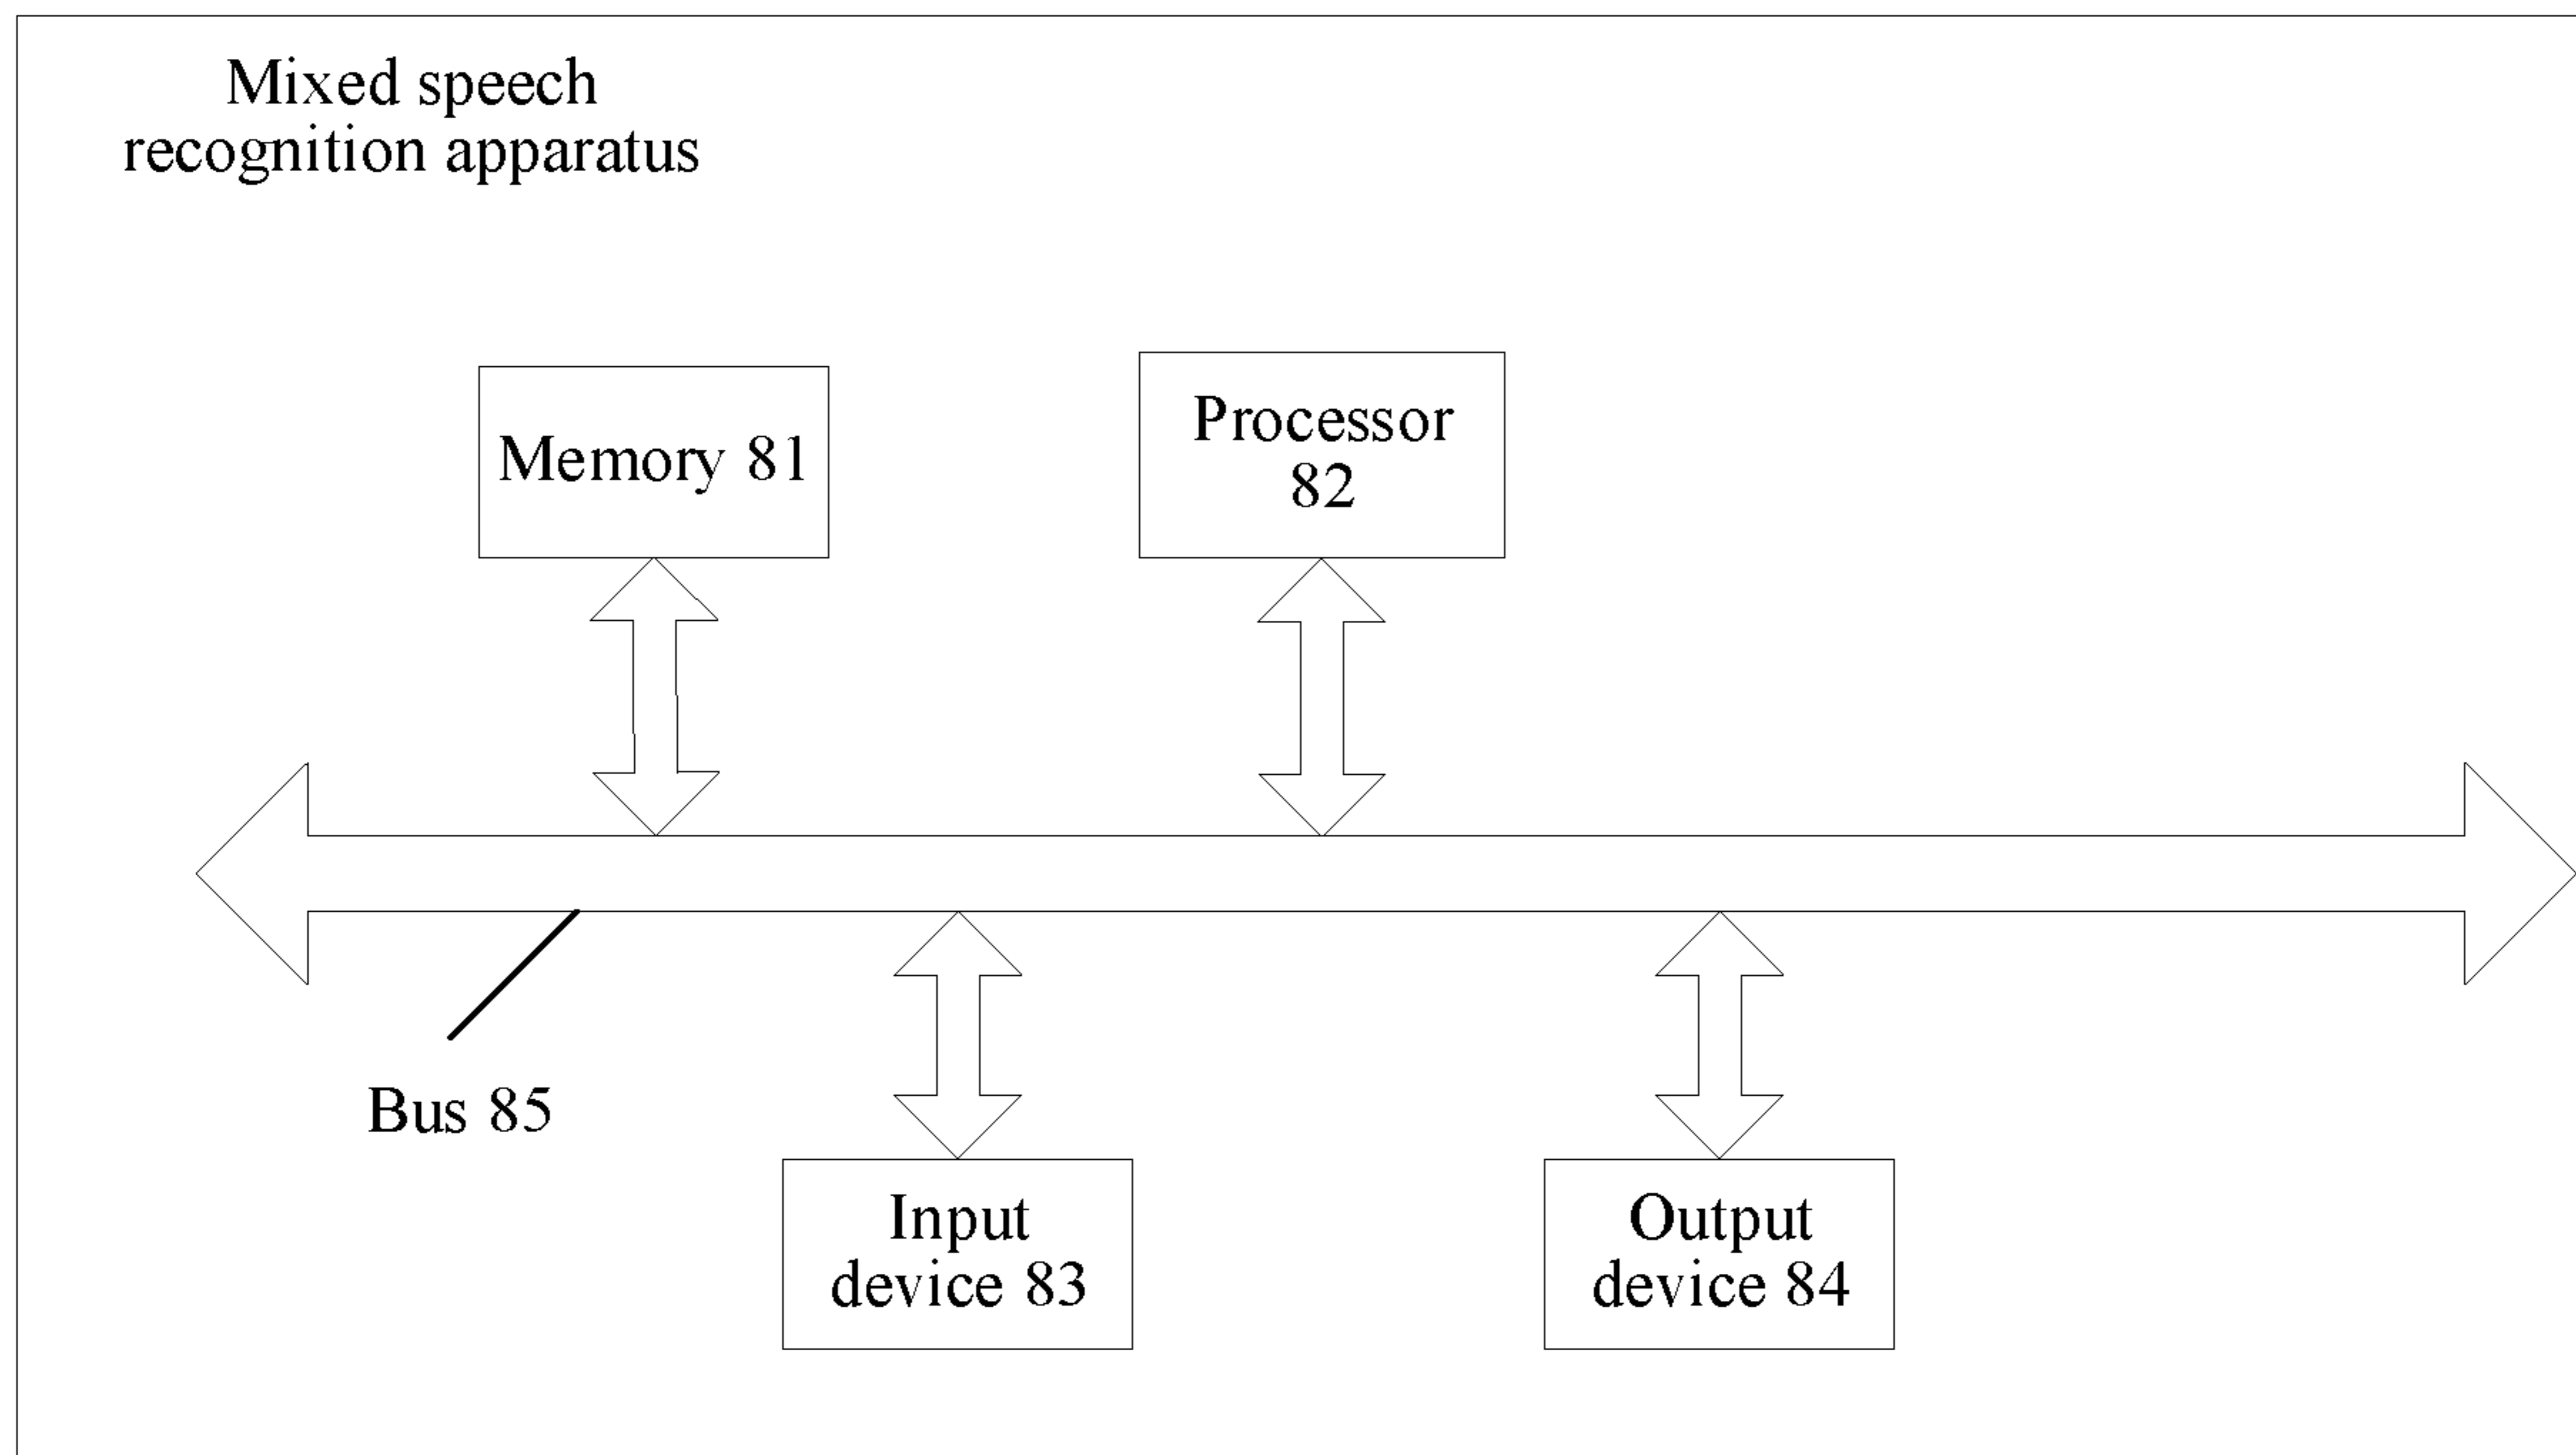 Mixed speech
recognition apparatus
Memory 81
Processor
82
Bus 85
Input
device 83
Output
device 84